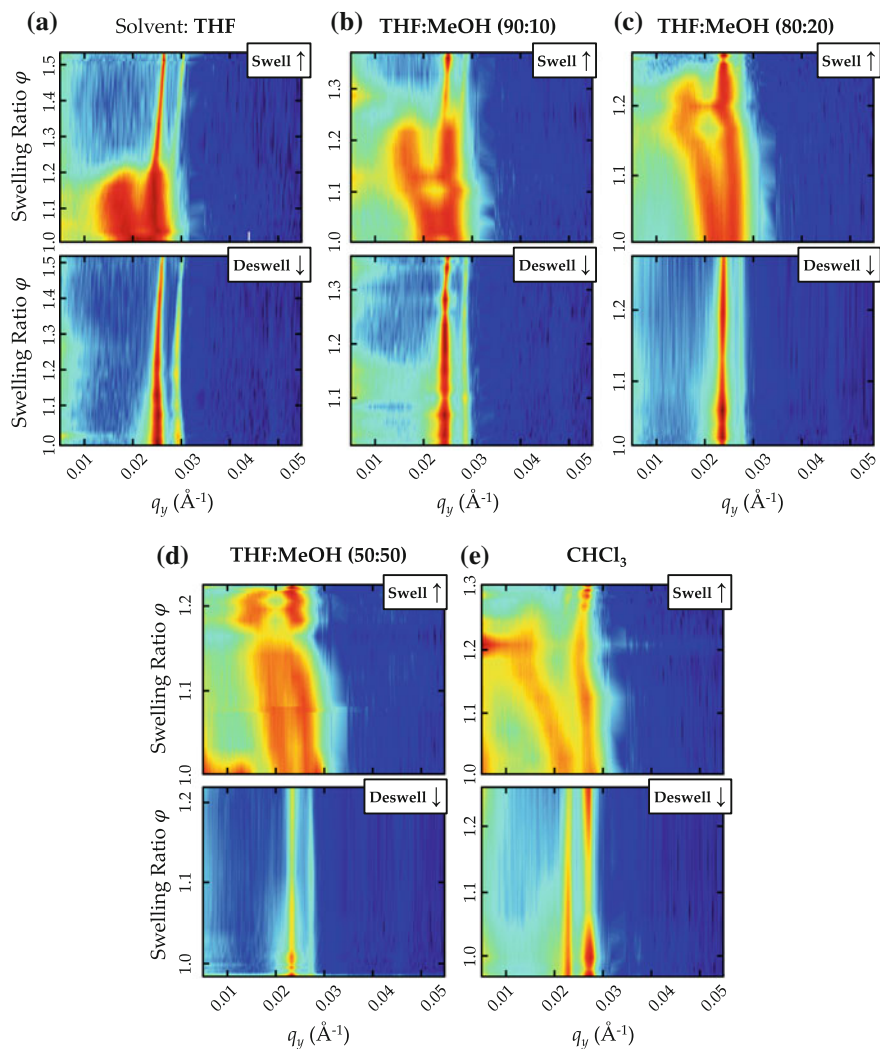 (a) Solvent: THF
(b) THF:MeOH (90:10)
(c) THF:MeOH (80:20)
Swelling Ratio φ
1.0 1.1 1.2 1.3 1.4 1.5
Swell ↑
1.0 1.1 1.2 1.3
Swell ↑
1.0 1.1 1.2
Swell ↑
Swelling Ratio φ
1.0 1.1 1.2 1.3 1.4 1.5
Deswell ↓
1.0 1.1 1.2 1.3
Deswell ↓
1.0 1.1 1.2
Deswell ↓
0.01 0.02 0.03 0.04 0.05
0.01 0.02 0.03 0.04 0.05
0.01 0.02 0.03 0.04 0.05
qy (Å-1)
qy (Å-1)
qy (Å-1)
(d) THF:MeOH (50:50)
(e) CHCl3
Swelling Ratio φ
1.0 1.1 1.2
Swell ↑
1.0 1.1 1.2 1.3
Swell ↑
Swelling Ratio φ
1.0 1.1 1.2
Deswell ↓
1.0 1.1 1.2
Deswell ↓
0.01 0.02 0.03 0.04 0.05
0.01 0.02 0.03 0.04 0.05
qy (Å-1)
qy (Å-1)